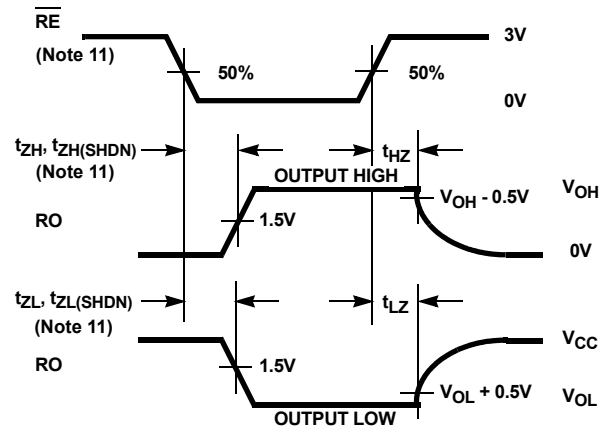 RE
(Note 11)
3V
50%
50%
0V
tZH, tZH(SHDN)
(Note 11)
tHZ
OUTPUT HIGH
VOH - 0.5V
VOH
RO
1.5V
0V
tZL, tZL(SHDN)
(Note 11)
tLZ
VCC
RO
1.5V
VOL + 0.5V
VOL
OUTPUT LOW